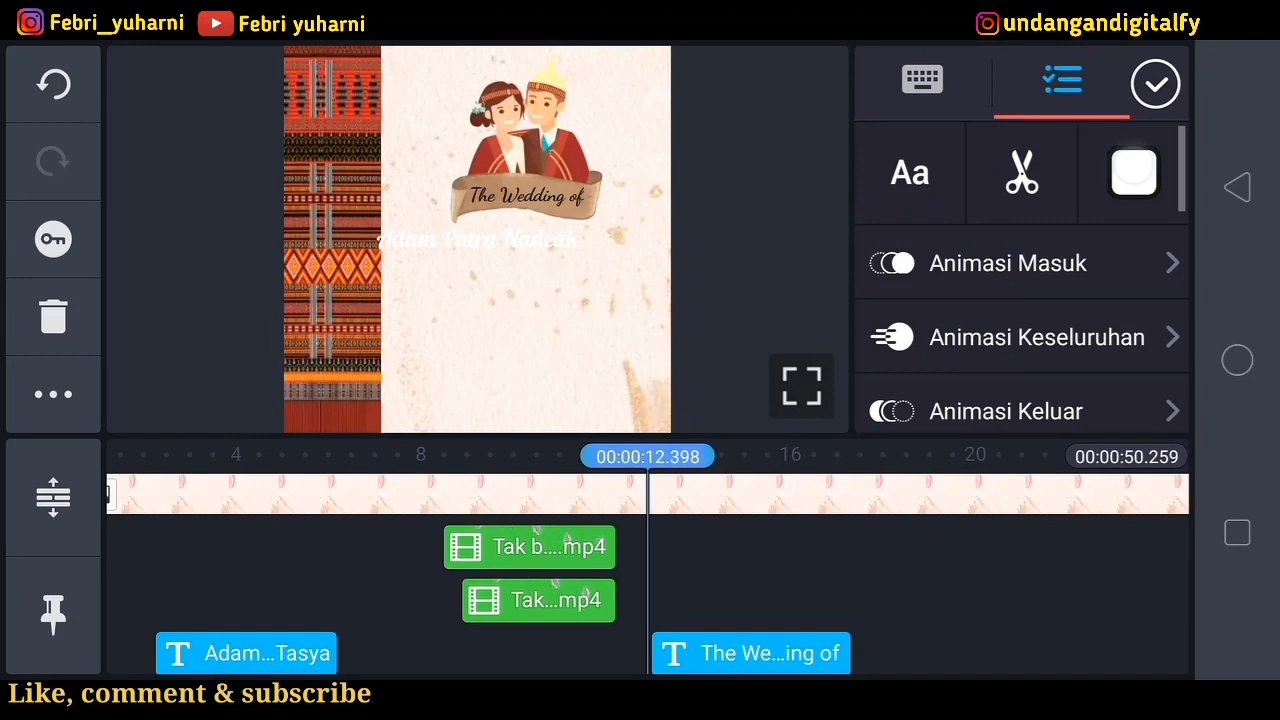 Febri__yuharni
Febri yuharni
undangandigitalfy
The Wedding of
Adam Patra Nadeak
Aa
Animasi Masuk
Animasi Keseluruhan
Animasi Keluar
4
8
00:00:12.398
16
20
00:00:50.259
Tak b....mp4
Tak...mp4
T Adam...Tasya
T The We...ing of
Like, comment & subscribe